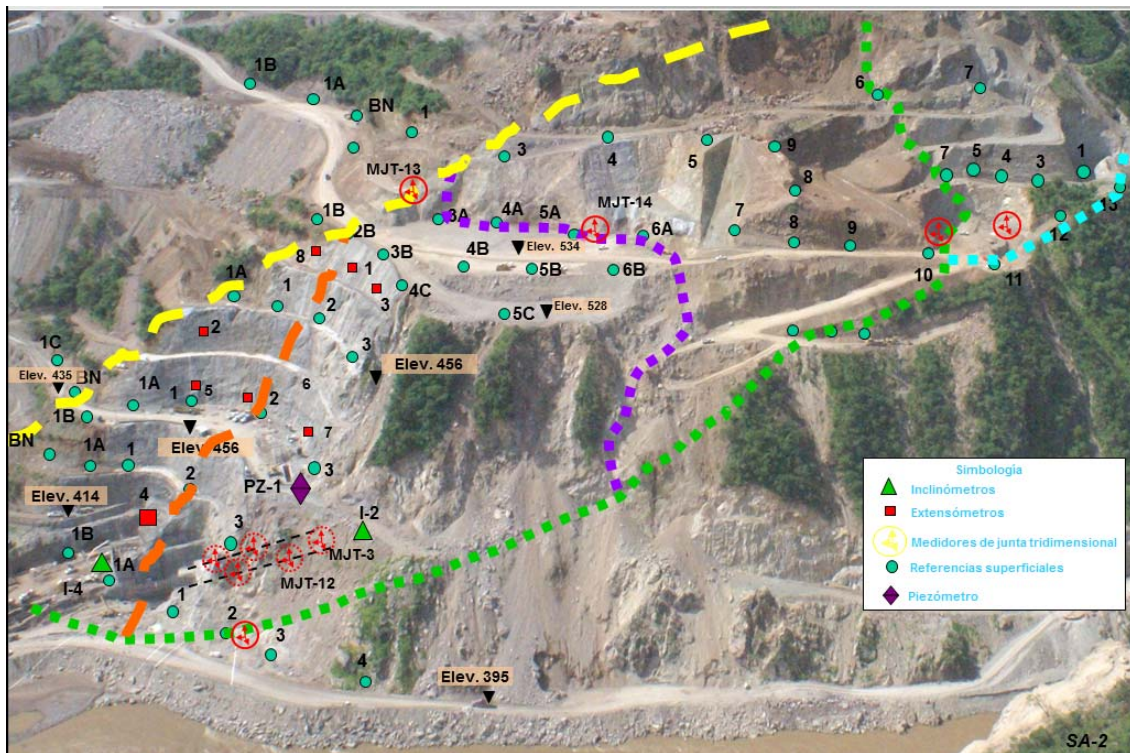 1B
1A
BN
1
6
7
3
4
5
9
7
5
4
3
1
MJT-13
8
13
3A
4A
5A
MJT-14
6A
7
8
9
12
1B
2B
8
1
3B
4B
Elev. 534
5B
6B
10
11
3
4C
1A
1
2
5C
Elev. 528
2
3
1C
Elev. 435
BN
1A
1
5
6
Elev. 456
2
1B
BN
1A
1
Elev. 456
7
3
2
PZ-1
Elev. 414
4
I-2
3
1B
1A
I-4
MJT-3
MJT-12
1
2
3
4
Elev. 395
Simbología
Inclinómetros
Extensómetros
Medidores de junta tridimensional
Referencias superficiales
Piezómetro
SA-2